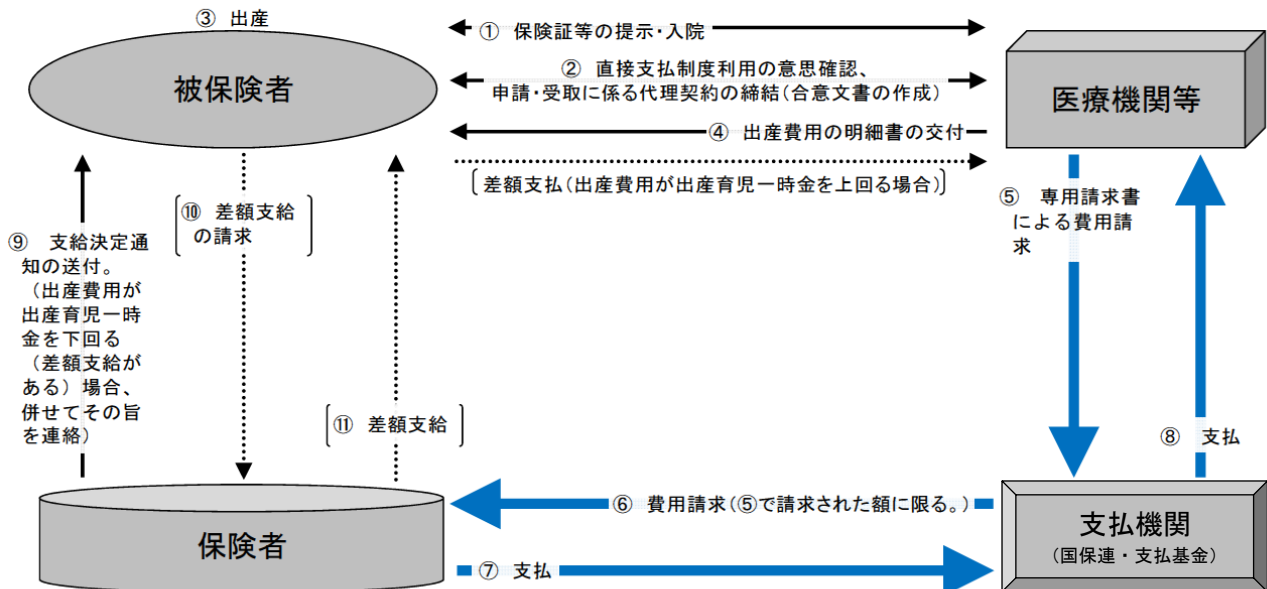 ③ 出産
① 保険証等の提示・入院
被保険者
② 直接支払制度利用の意思確認、
申請・受取に係る代理契約の締結(合意文書の作成)
医療機関等
④ 出産費用の明細書の交付
差額支払(出産費用が出産育児一時金を上回る場合)
⑤ 専用請求書
による費用請
求
⑩ 差額支給
の請求
⑨ 支給決定通
知の送付。
(出産費用が
出産育児一時
金を下回る
(差額支給が
ある)場合、
併せてその旨
を連絡)
⑪ 差額支給
⑧ 支払
⑥ 費用請求(⑤で請求された額に限る。)
保険者
支払機関
(国保連・支払基金)
⑦ 支払